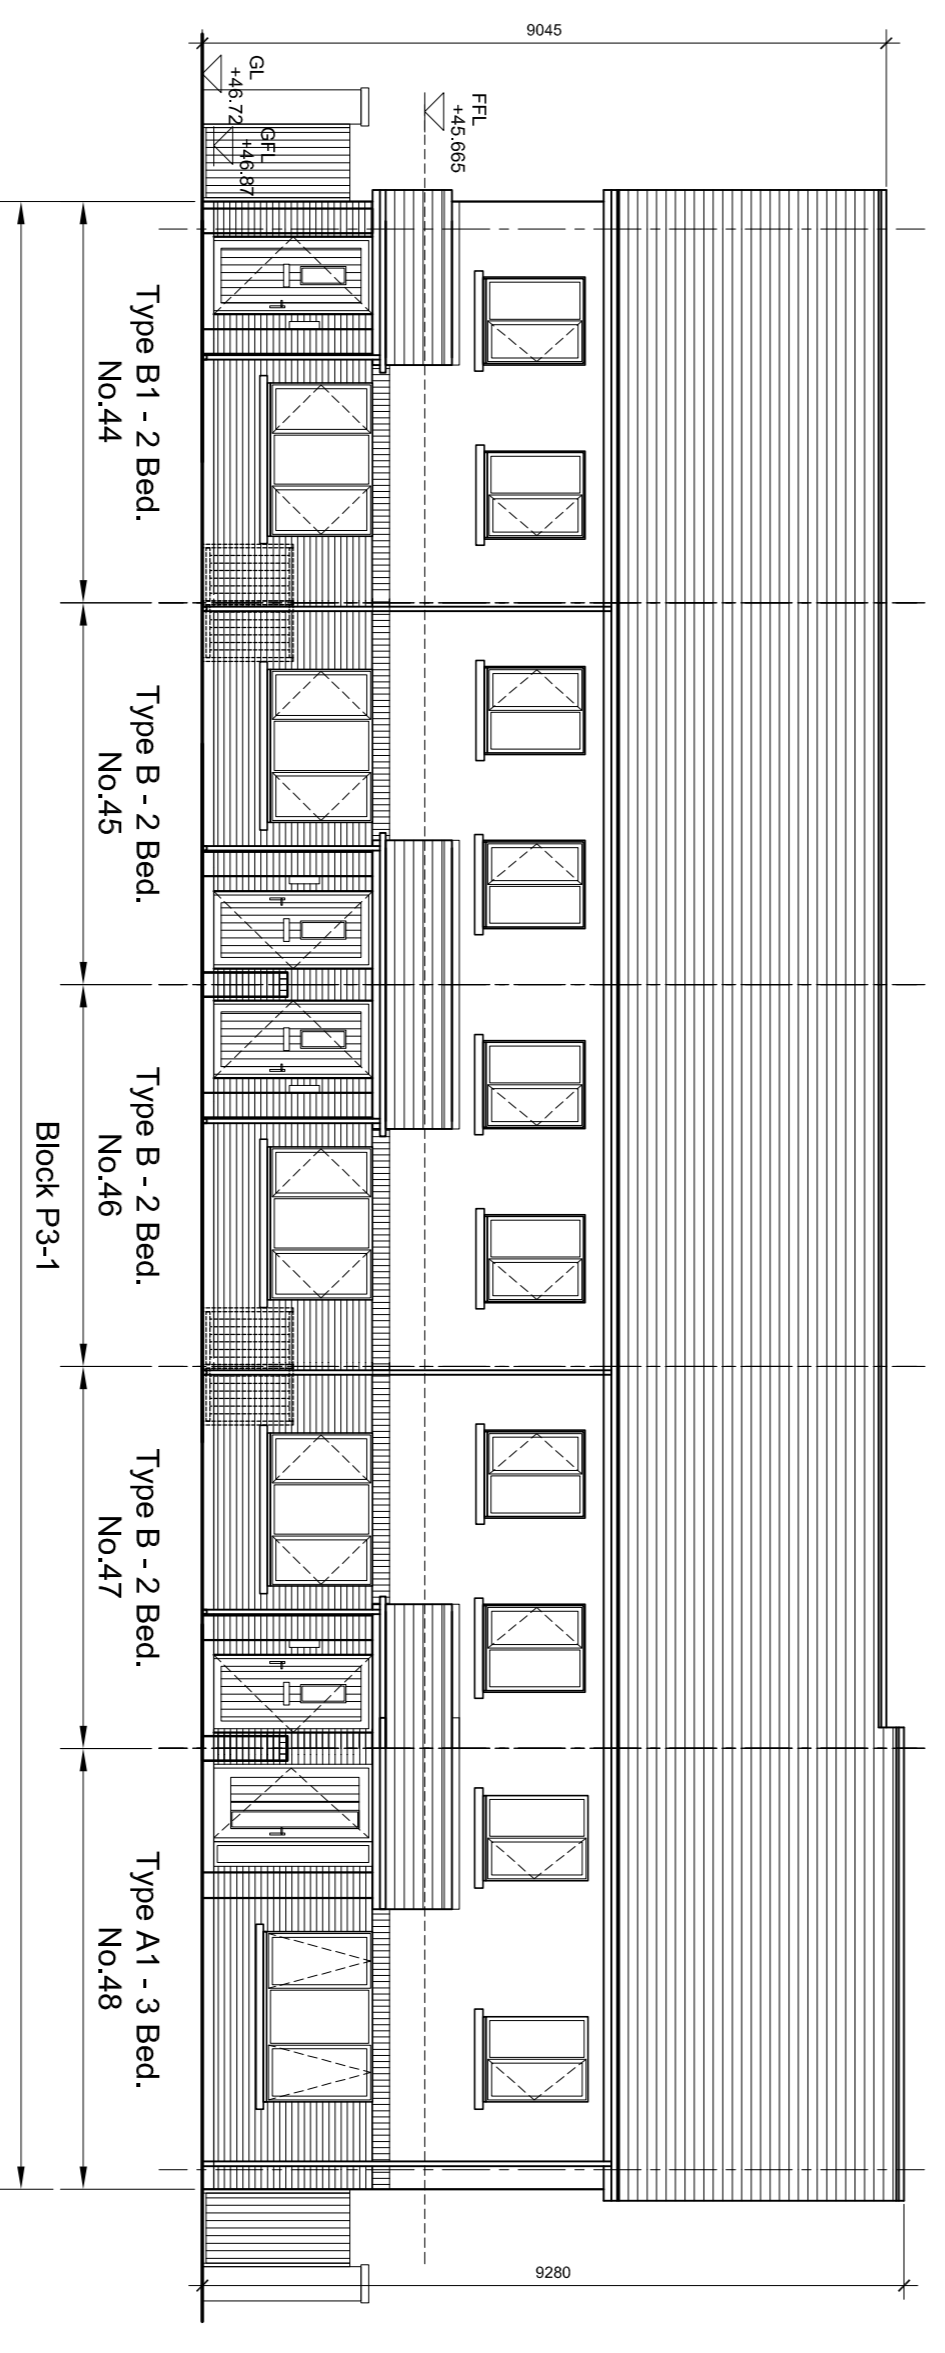 9045
GL
+46.72
GFL
+46.87
FFL
+45.665
Type B1 - 2 Bed.
No.44
Type B - 2 Bed.
No.45
Type B - 2 Bed.
No.46
Type B - 2 Bed.
No.47
Type A1 - 3 Bed.
No.48
Block P3-1
9280